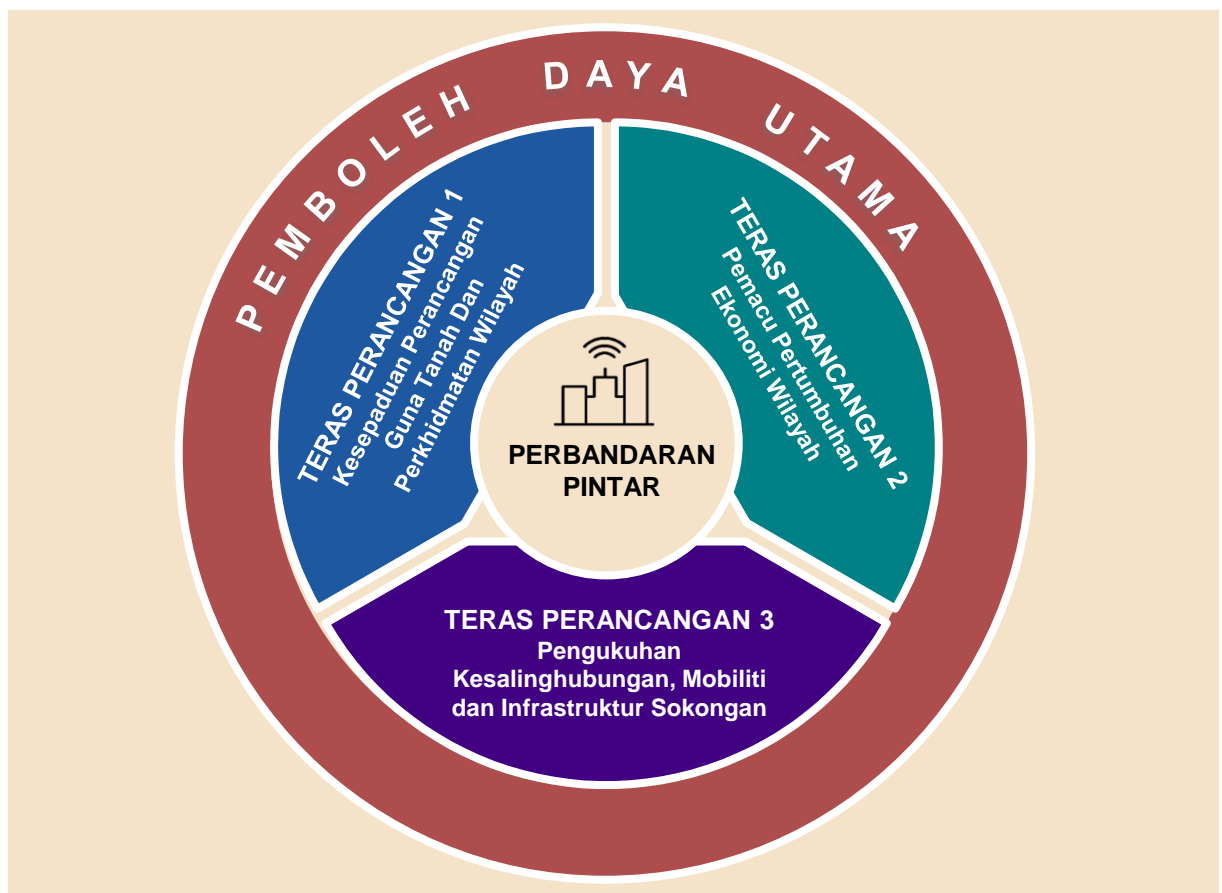 PEMBOLEH DAYA UTAMA
TERAS PERANCANGAN 1
Kesepaduan Perancangan
Guna Tanah Dan
Perkhidmatan Wilayah
TERAS PERANCANGAN 2
Pemacu Pertumbuhan
Ekonomi Wilayah
PERBANDARAN
PINTAR
TERAS PERANCANGAN 3
Pengukuhan
Kesalinghubungan, Mobiliti
dan Infrastruktur Sokongan